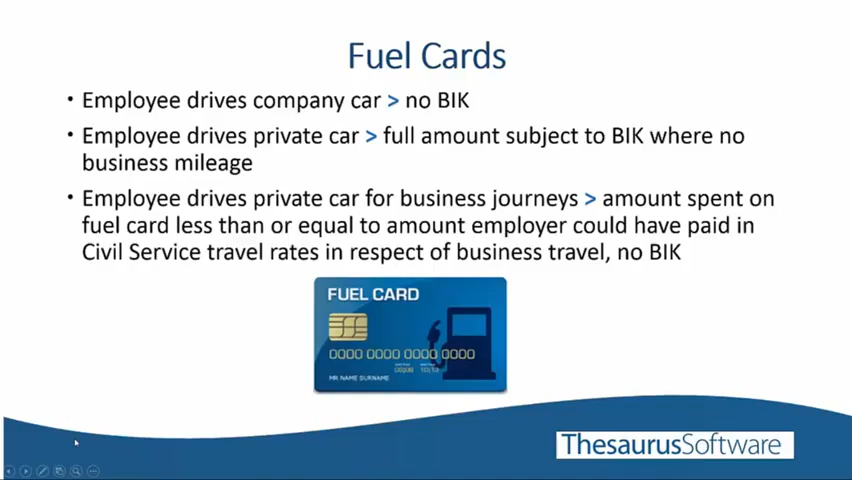 Fuel Cards
• Employee drives company car > no BIK
• Employee drives private car > full amount subject to BIK where no
business mileage
• Employee drives private car for business journeys > amount spent on
fuel card less than or equal to amount employer could have paid in
Civil Service travel rates in respect of business travel, no BIK
FUEL CARD
0000 0000 0000 0000
MR NAME SURNAME
ThesaurusSoftware